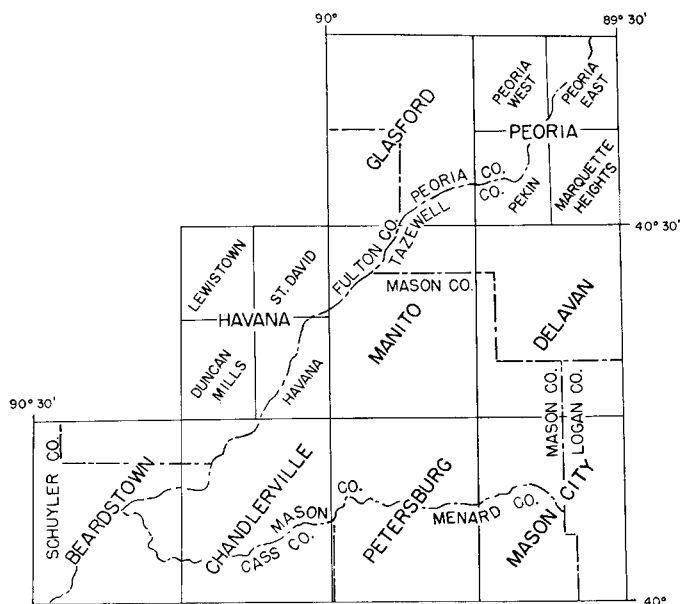 90°
89° 30'
PEORIA WEST
PEORIA EAST
GLASFORD
PEORIA
PEORIA CO.
TAZEWELL CO.
PEKIN
MARQUETTE HEIGHTS
FULTON CO.
40° 30'
LEWISTOWN
ST. DAVID
MASON CO.
HAVANA
MANITO
DELAVAN
DUNCAN MILLS
HAVANA
90° 30'
MASON CO.
LOGAN CO.
SCHUYLER CO.
BEARDSTOWN
CHANDLERVILLE
MASON CO.
CASS CO.
PETERSBURG
MENARD CO.
MASON CITY
40°